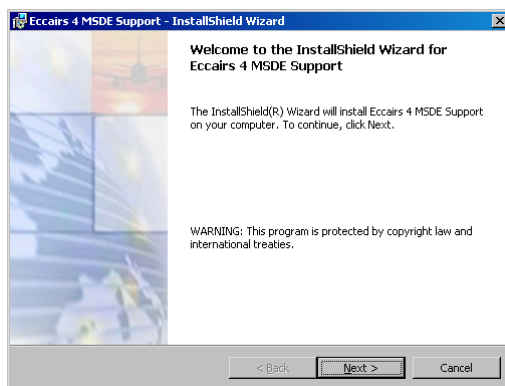 Eccairs 4 MSDE Support - InstallShield Wizard
Welcome to the InstallShield Wizard for
Eccairs 4 MSDE Support
The InstallShield(R) Wizard will install Eccairs 4 MSDE Support
on your computer. To continue, click Next.
WARNING: This program is protected by copyright law and
international treaties.
< Back
Next >
Cancel